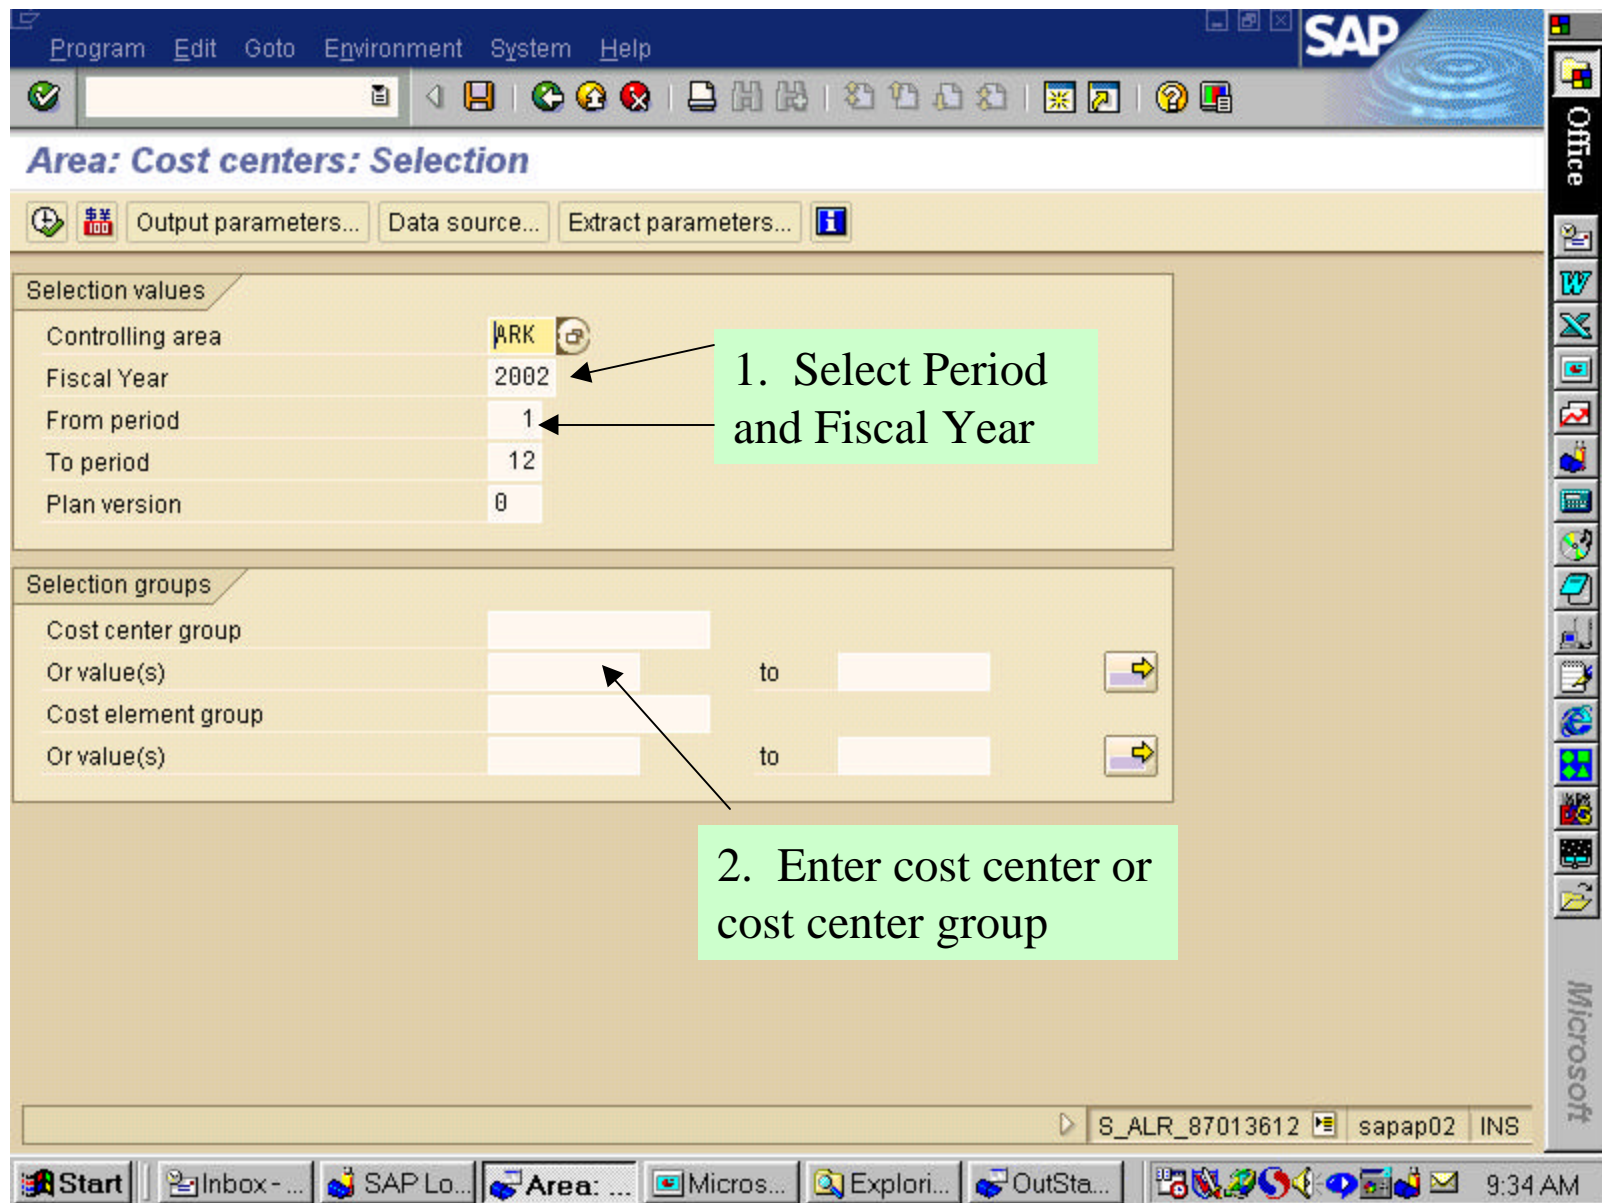 Program Edit Goto Environment System Help
SAP
Area: Cost centers: Selection
Output parameters... Data source... Extract parameters...
Selection values
Controlling area ARK
Fiscal Year 2002
From period 1
To period 12
Plan version 0
1. Select Period
and Fiscal Year
Selection groups
Cost center group
Or value(s) to
Cost element group
Or value(s) to
2. Enter cost center or
cost center group
S_ALR_87013612 sapap02 INS
Start Inbox - ... SAP Lo... Area: ... Micros... Explori... OutSta... 9:34 AM
Office
Microsoft